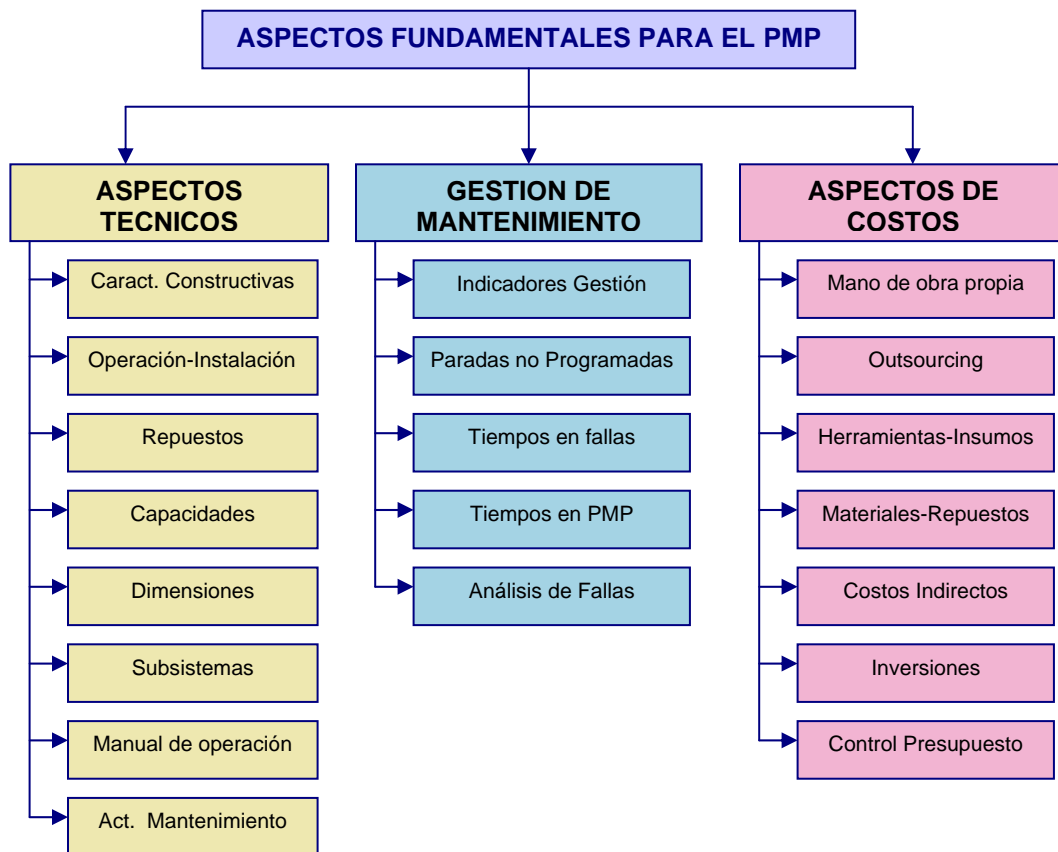 ASPECTOS FUNDAMENTALES PARA EL PMP
ASPECTOS
TECNICOS
Caract. Constructivas
Operación-Instalación
Repuestos
Capacidades
Dimensiones
Subsistemas
Manual de operación
Act. Mantenimiento
GESTION DE
MANTENIMIENTO
Indicadores Gestión
Paradas no Programadas
Tiempos en fallas
Tiempos en PMP
Análisis de Fallas
ASPECTOS DE
COSTOS
Mano de obra propia
Outsourcing
Herramientas-Insumos
Materiales-Repuestos
Costos Indirectos
Inversiones
Control Presupuesto